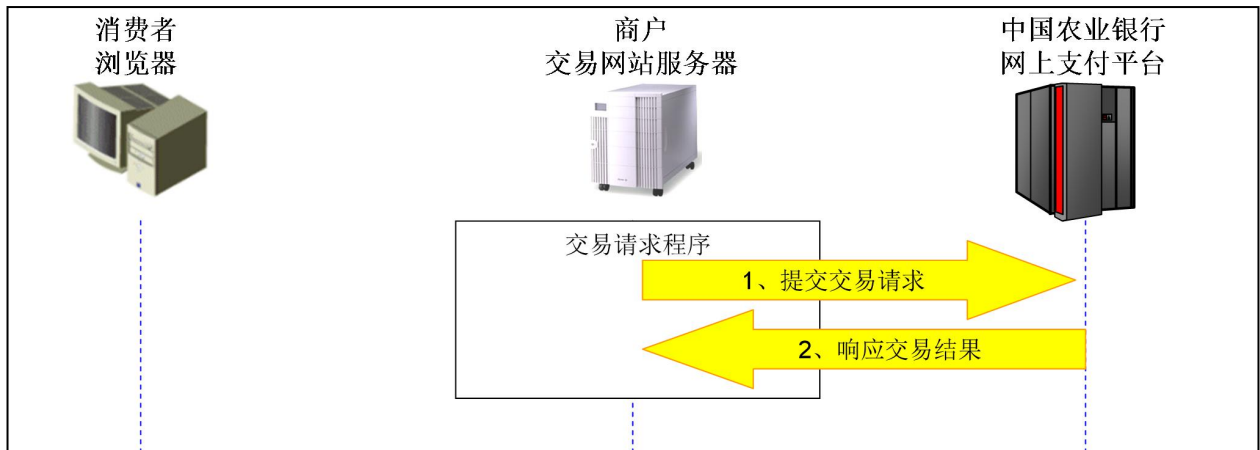 消费者
浏览器
商户
交易网站服务器
中国农业银行
网上支付平台
交易请求程序
1、提交交易请求
2、响应交易结果